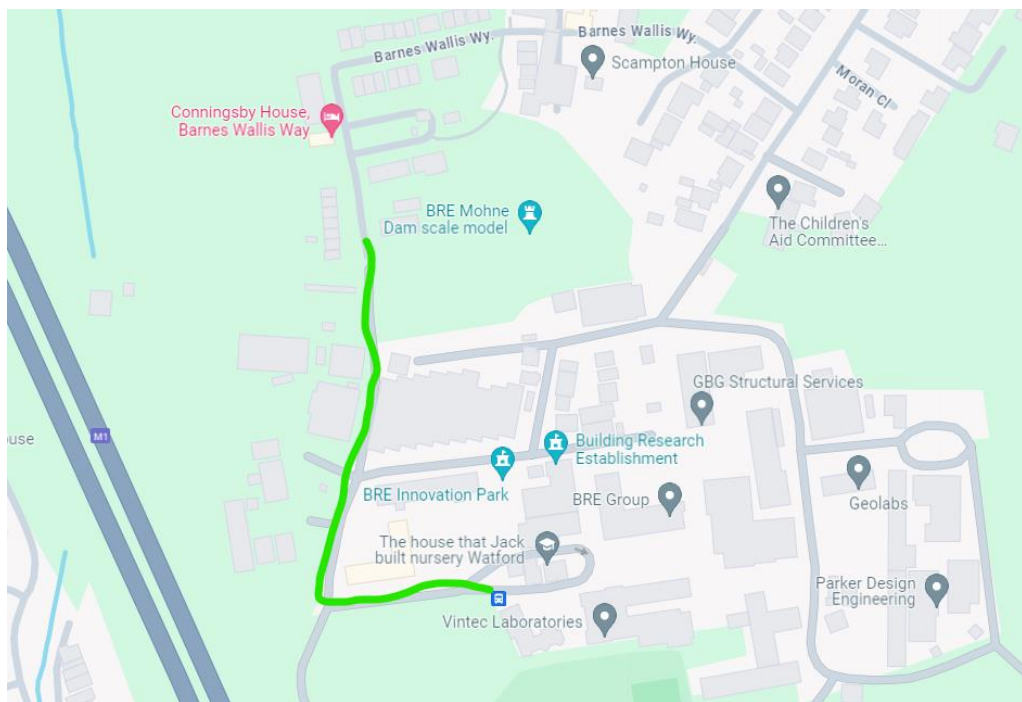 Barnes Wallis Wy.
Barnes Wallis Wy.
Scampton House
Moran Cl
Conningsby House,
Barnes Wallis Way
BRE Mohne
Dam scale model
The Children's
Aid Committee...
GBG Structural Services
M1
ouse
Building Research
Establishment
BRE Innovation Park
BRE Group
Geolabs
The house that Jack
built nursery Watford
Parker Design
Engineering
Vintec Laboratories